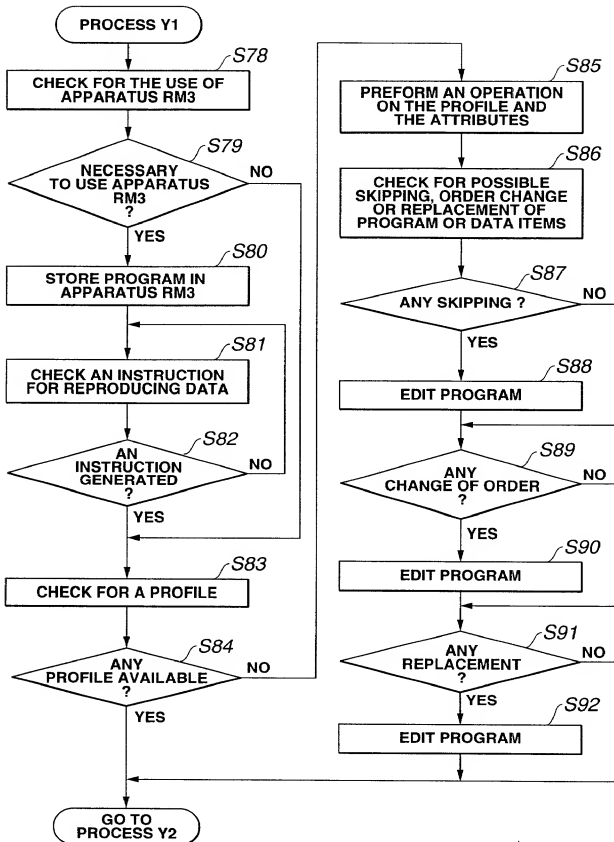 PROCESS Y1
S78
CHECK FOR THE USE OF
APPARATUS RM3
S79
NECESSARY
TO USE APPARATUS
RM3
?
NO
YES
S80
STORE PROGRAM IN
APPARATUS RM3
S81
CHECK AN INSTRUCTION
FOR REPRODUCING DATA
S82
AN
INSTRUCTION
GENERATED
?
NO
YES
S83
CHECK FOR A PROFILE
S84
ANY
PROFILE AVAILABLE
?
NO
YES
GO TO
PROCESS Y2
S85
PREFORM AN OPERATION
ON THE PROFILE AND
THE ATTRIBUTES
S86
CHECK FOR POSSIBLE
SKIPPING, ORDER CHANGE
OR REPLACEMENT OF
PROGRAM OR DATA ITEMS
S87
ANY SKIPPING ?
NO
YES
S88
EDIT PROGRAM
S89
ANY
CHANGE OF ORDER
?
NO
YES
S90
EDIT PROGRAM
S91
ANY
REPLACEMENT
?
NO
YES
S92
EDIT PROGRAM